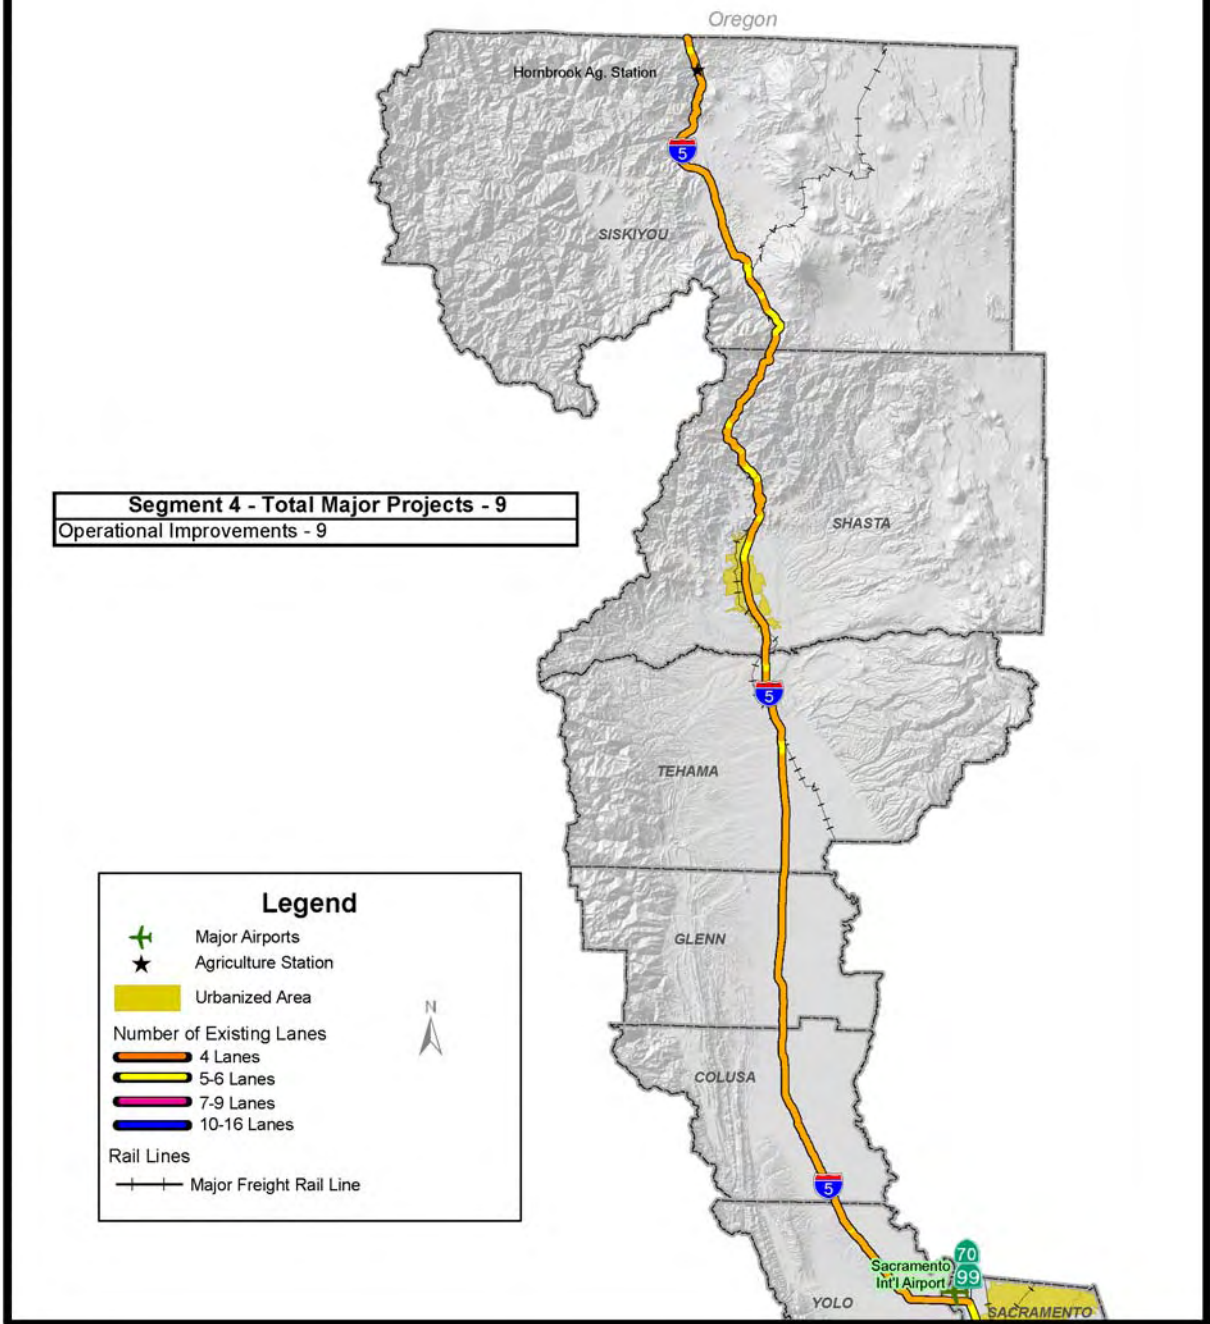 Oregon
Hornbrook Ag. Station
5
SISKIYOU
Segment 4 - Total Major Projects - 9
Operational Improvements - 9
SHASTA
5
TEHAMA
Legend
Major Airports
Agriculture Station
Urbanized Area
N
Number of Existing Lanes
4 Lanes
5-6 Lanes
7-9 Lanes
10-16 Lanes
Rail Lines
Major Freight Rail Line
GLENN
COLUSA
5
70
99
Sacramento
Int'l Airport
YOLO
SACRAMENTO